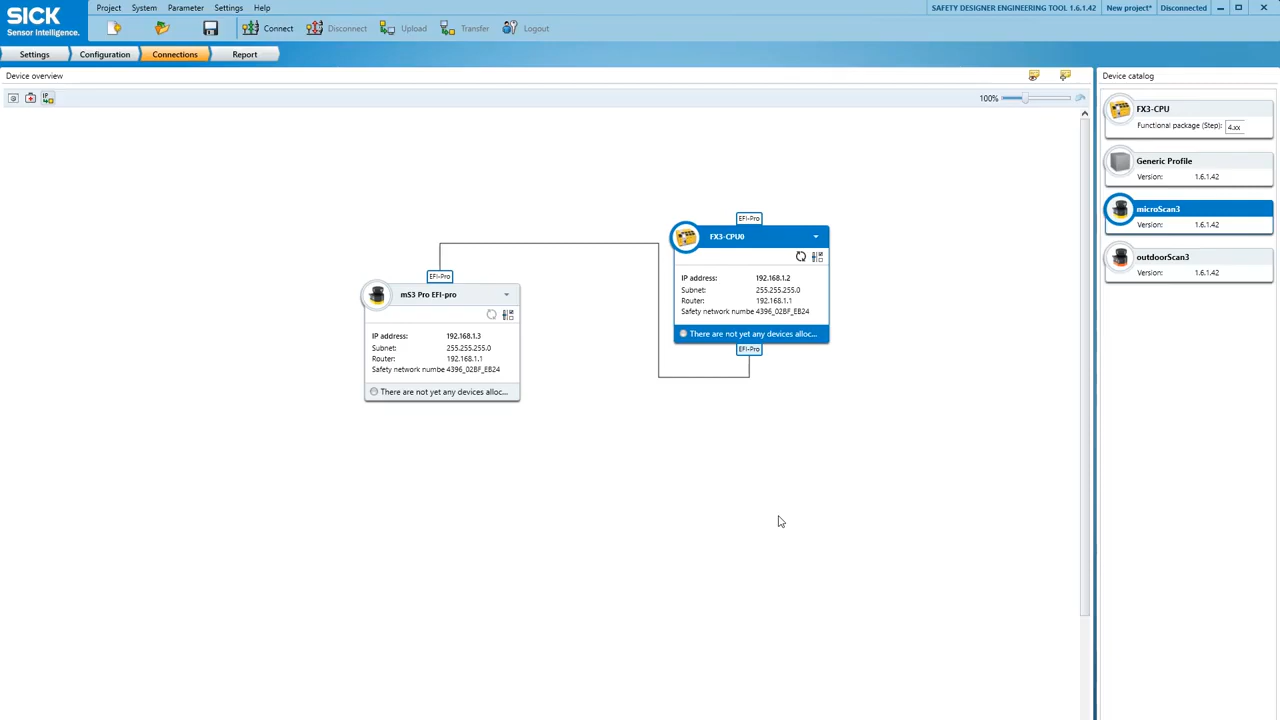 SICK
Sensor Intelligence.
Project System Parameter Settings Help
SAFETY DESIGNER ENGINEERING TOOL 1.6.1.42 New project* Disconnected
Connect Disconnect Upload Transfer Logout
Settings Configuration Connections Report
Device overview
IP
100%
EFI-Pro
FX3-CPU0
IP address: 192.168.1.2
Subnet: 255.255.255.0
Router: 192.168.1.1
Safety network numbe 4396_02BF_EB24
There are not yet any devices alloc...
EFI-Pro
EFI-Pro
mS3 Pro EFI-pro
IP address: 192.168.1.3
Subnet: 255.255.255.0
Router: 192.168.1.1
Safety network numbe 4396_02BF_EB24
There are not yet any devices alloc...
Device catalog
FX3-CPU
Functional package (Step): 4.xx
Generic Profile
Version: 1.6.1.42
microScan3
Version: 1.6.1.42
outdoorScan3
Version: 1.6.1.42